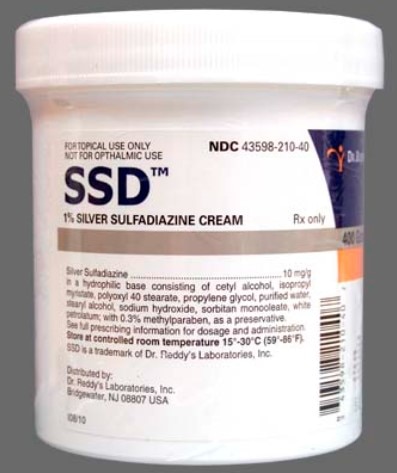 FOR TOPICAL USE ONLY
NOT FOR OPTHALMIC USE
NDC 43598-210-40
SSD™
1% SILVER SULFADIAZINE CREAM
Rx only
400
Silver Sulfadiazine ................................................ 10 mg/g
in a hydrophilic base consisting of cetyl alcohol, isopropyl
myristate, polyoxyl 40 stearate, propylene glycol, purified water,
stearyl alcohol, sodium hydroxide, sorbitan monooleate, white
petrolatum; with 0.3% methylparaben, as a preservative.
See full prescribing information for dosage and administration.
Store at controlled room temperature 15°-30°C (59°-86°F).
SSD is a trademark of Dr. Reddy's Laboratories, Inc.
Distributed by:
Dr. Reddy's Laboratories, Inc.
Bridgewater, NJ 08807 USA